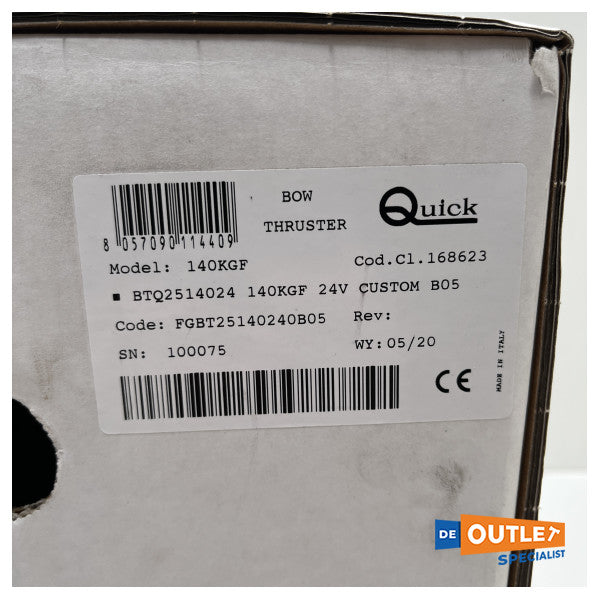 BOW
THRUSTER
Quick
8 057090 114409
Model: 140KGF
Cod.Cl.168623
▪ BTQ2514024 140KGF 24V CUSTOM B05
Code: FGBT25140240B05 Rev:
SN: 100075 WY: 05/20
CE
MADE IN ITALY
DE OUTLET
SPECIALIST